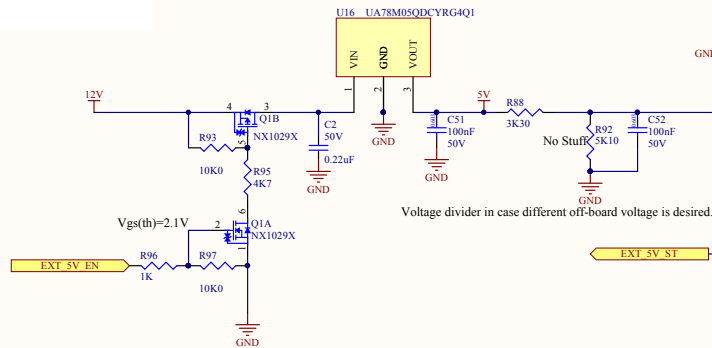 U16 UA78M05QDCYRG4Q1
VIN
GND
VOUT
1
2
3
GND
12V
4
3
Q1B
NX1029X
5
R93
10K0
C2
50V
0.22uF
GND
GND
5V
C51
100nF
50V
GND
R88
3K30
No Stuff
R92
5K10
C52
100nF
50V
GND
R95
4K7
Vgs(th)=2.1V
6
2
Q1A
NX1029X
1
Voltage divider in case different off-board voltage is desired.
EXT_5V_EN
R96
1K
R97
10K0
EXT_5V_ST
GND